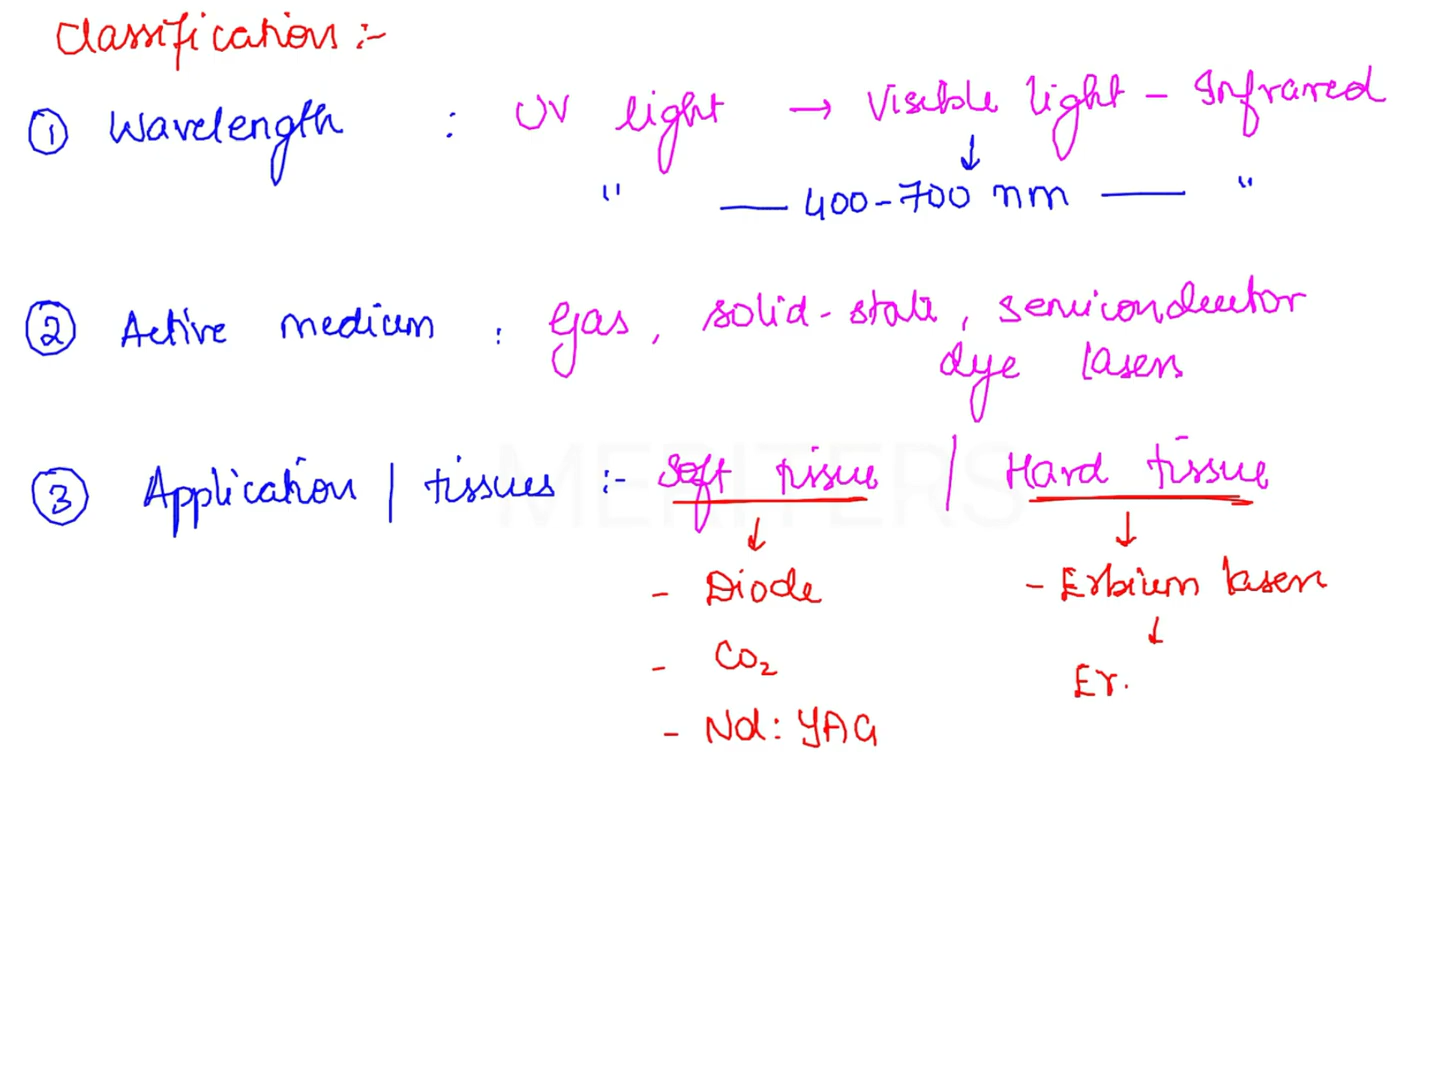 Classification :-
① Wavelength : UV light → Visible light - Infrared
↓
" — 400-700 nm — "
② Active medium : Gas, solid-state, semiconductor
dye lasers
③ Application / tissues :- Soft tissue / Hard tissue
↓ ↓
- Diode - Erbium lasers
↓
- CO₂ Er.
- Nd: YAG
MERITERS